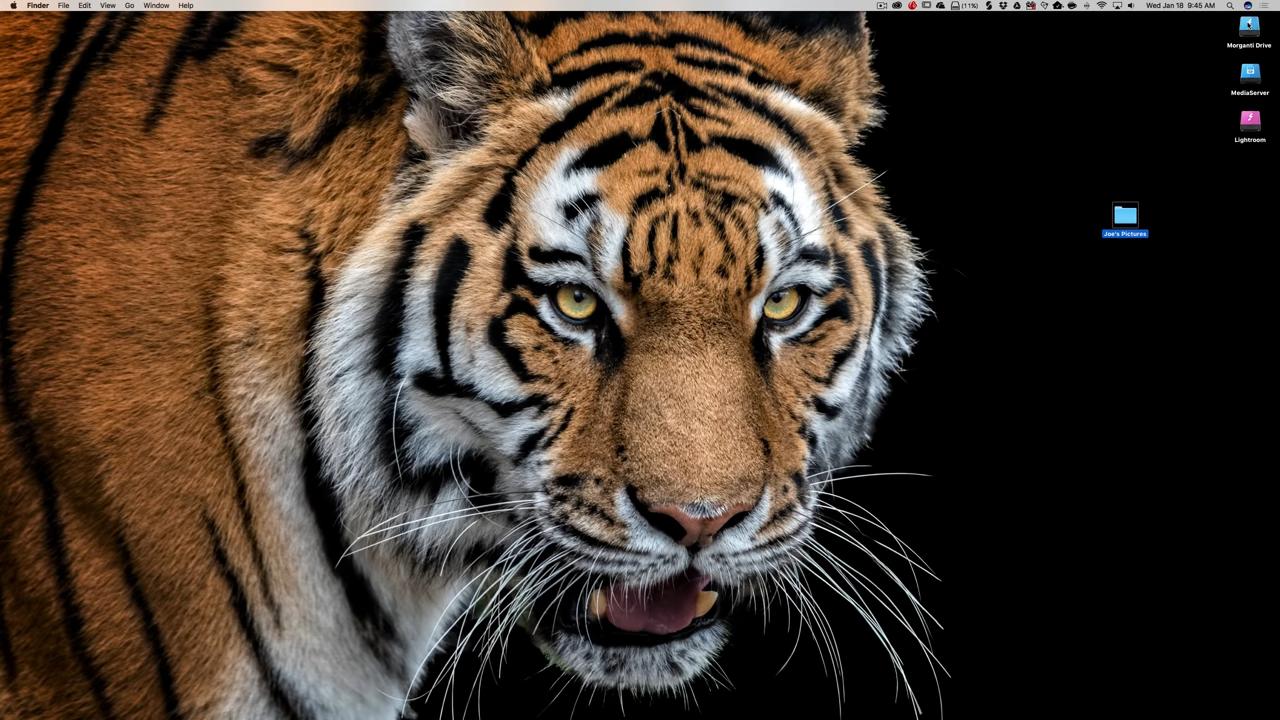 Finder File Edit View Go Window Help (11%) Wed Jan 18 9:45 AM
Morganti Drive
MediaServer
Lightroom
Joe's Pictures